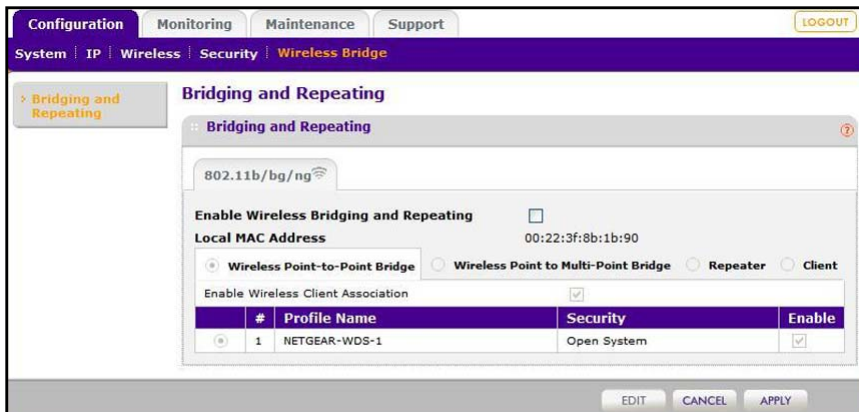 Configuration Monitoring Maintenance Support LOGOUT
System IP Wireless Security Wireless Bridge
Bridging and
Repeating
Bridging and Repeating
Bridging and Repeating ?
802.11b/bg/ng
Enable Wireless Bridging and Repeating
Local MAC Address 00:22:3f:8b:1b:90
Wireless Point-to-Point Bridge Wireless Point to Multi-Point Bridge Repeater Client
Enable Wireless Client Association
# Profile Name Security Enable
1 NETGEAR-WDS-1 Open System
EDIT CANCEL APPLY